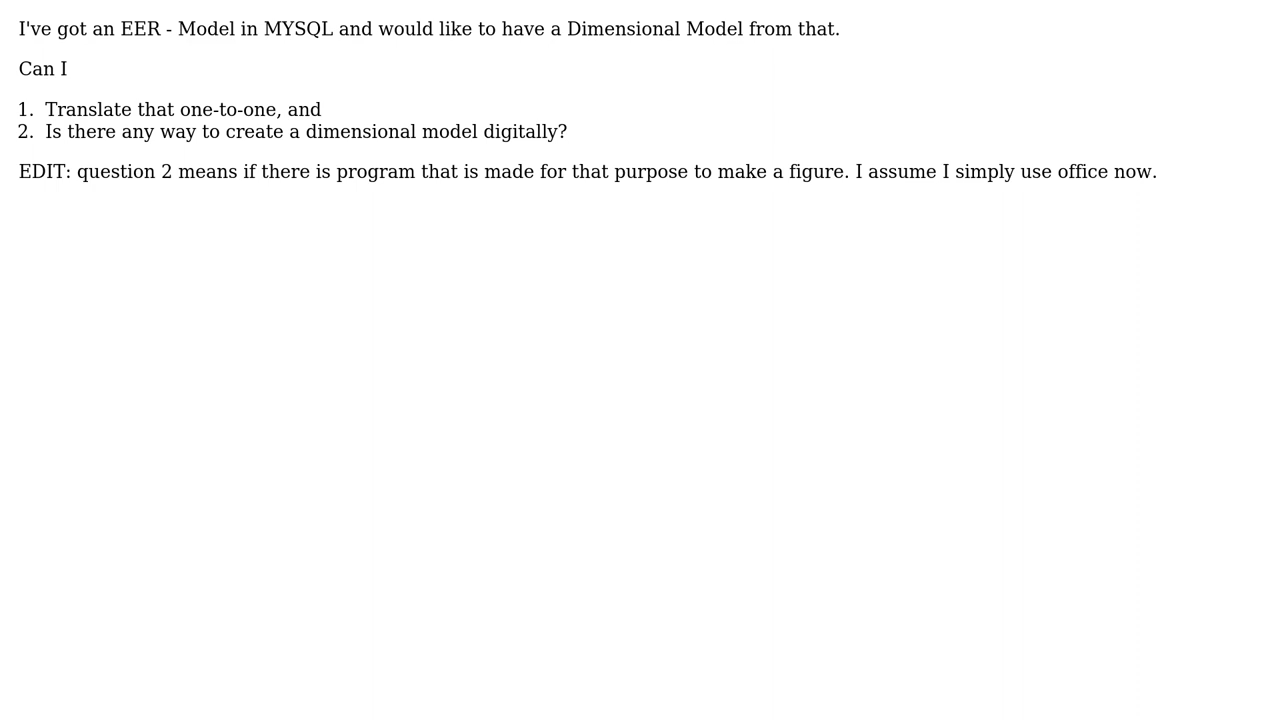 I've got an EER - Model in MYSQL and would like to have a Dimensional Model from that.
Can I
1. Translate that one-to-one, and
2. Is there any way to create a dimensional model digitally?
EDIT: question 2 means if there is program that is made for that purpose to make a figure. I assume I simply use office now.